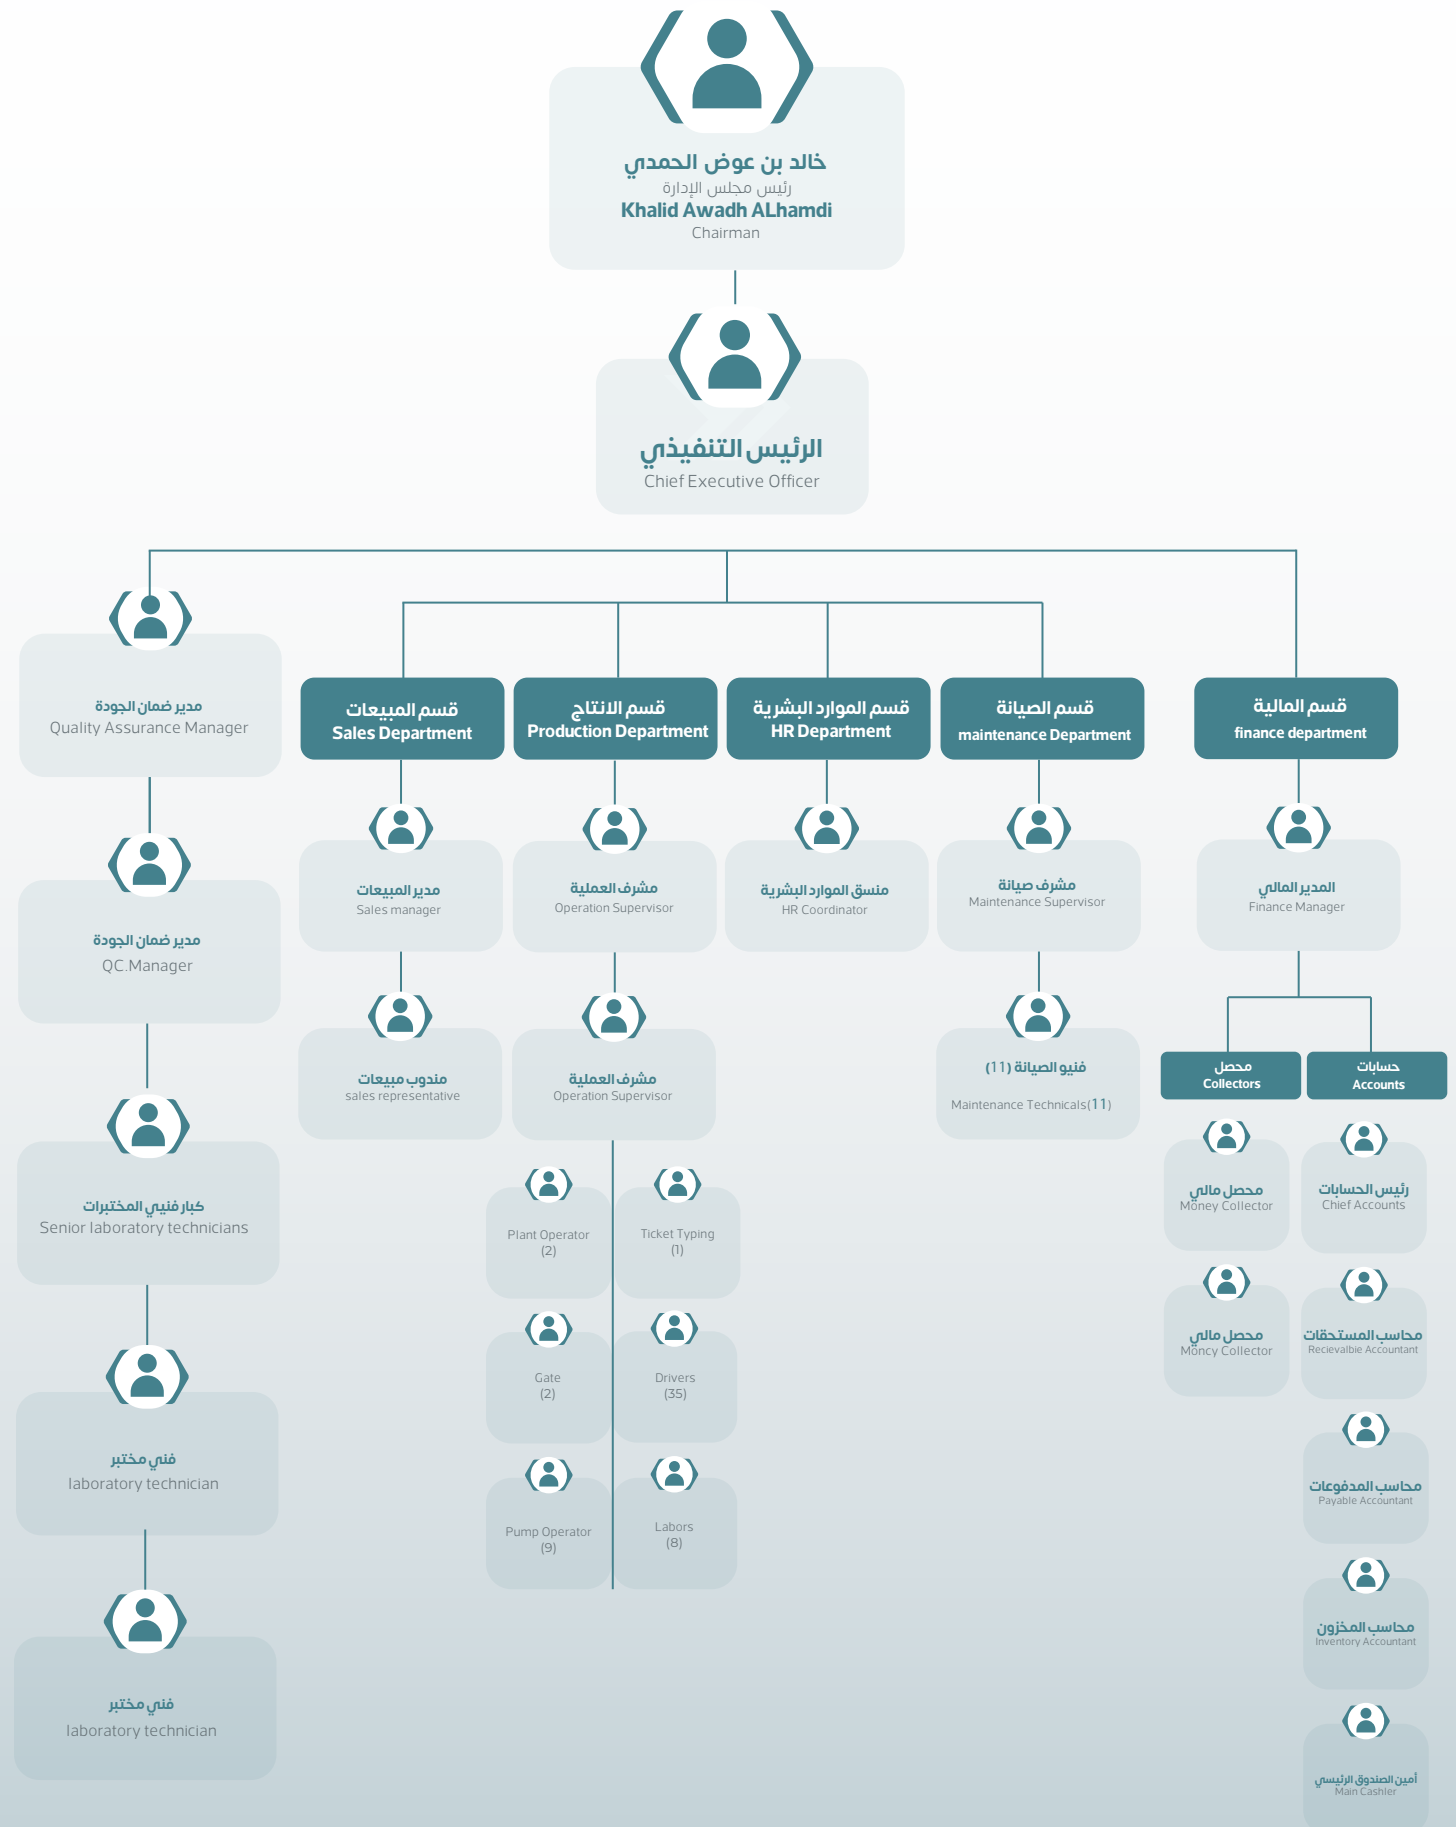 خالد بن عوض الحمدي
رئيس مجلس الإدارة
Khalid Awadh ALhamdi
Chairman
الرئيس التنفيذي
Chief Executive Officer
مدير ضمان الجودة
Quality Assurance Manager
مدير ضمان الجودة
QC.Manager
كبار فنيي المختبرات
Senior laboratory technicians
فني مختبر
laboratory technician
فني مختبر
laboratory technician
قسم المبيعات
Sales Department
مدير المبيعات
Sales manager
مندوب مبيعات
sales representative
قسم الانتاج
Production Department
مشرف العملية
Operation Supervisor
مشرف العملية
Operation Supervisor
Plant Operator
(2)
Ticket Typing
(1)
Gate
(2)
Drivers
(35)
Pump Operator
(9)
Labors
(8)
قسم الموارد البشرية
HR Department
منسق الموارد البشرية
HR Coordinator
قسم الصيانة
maintenance Department
مشرف صيانة
Maintenance Supervisor
فنيو الصيانة (11)
Maintenance Technicals(11)
قسم المالية
finance department
المدير المالي
Finance Manager
محصل
Collectors
محصل مالي
Money Collector
محصل مالي
Moncy Collector
حسابات
Accounts
رئيس الحسابات
Chief Accounts
محاسب المستحقات
Recievalbie Accountant
محاسب المدفوعات
Payable Accountant
محاسب المخزون
Inventory Accountant
أمين الصندوق الرئيسي
Main Cashler